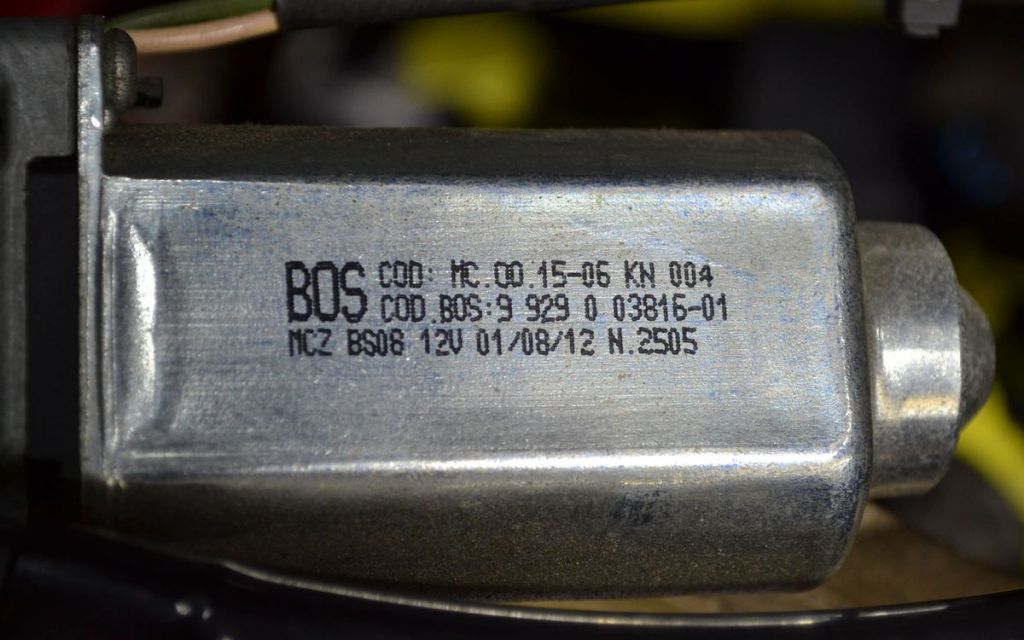 BOS COD: MC.00.15-06 KN 004
COD.BOS:9 929 0 03816-01
MCZ BS08 12V 01/08/12 N.2505